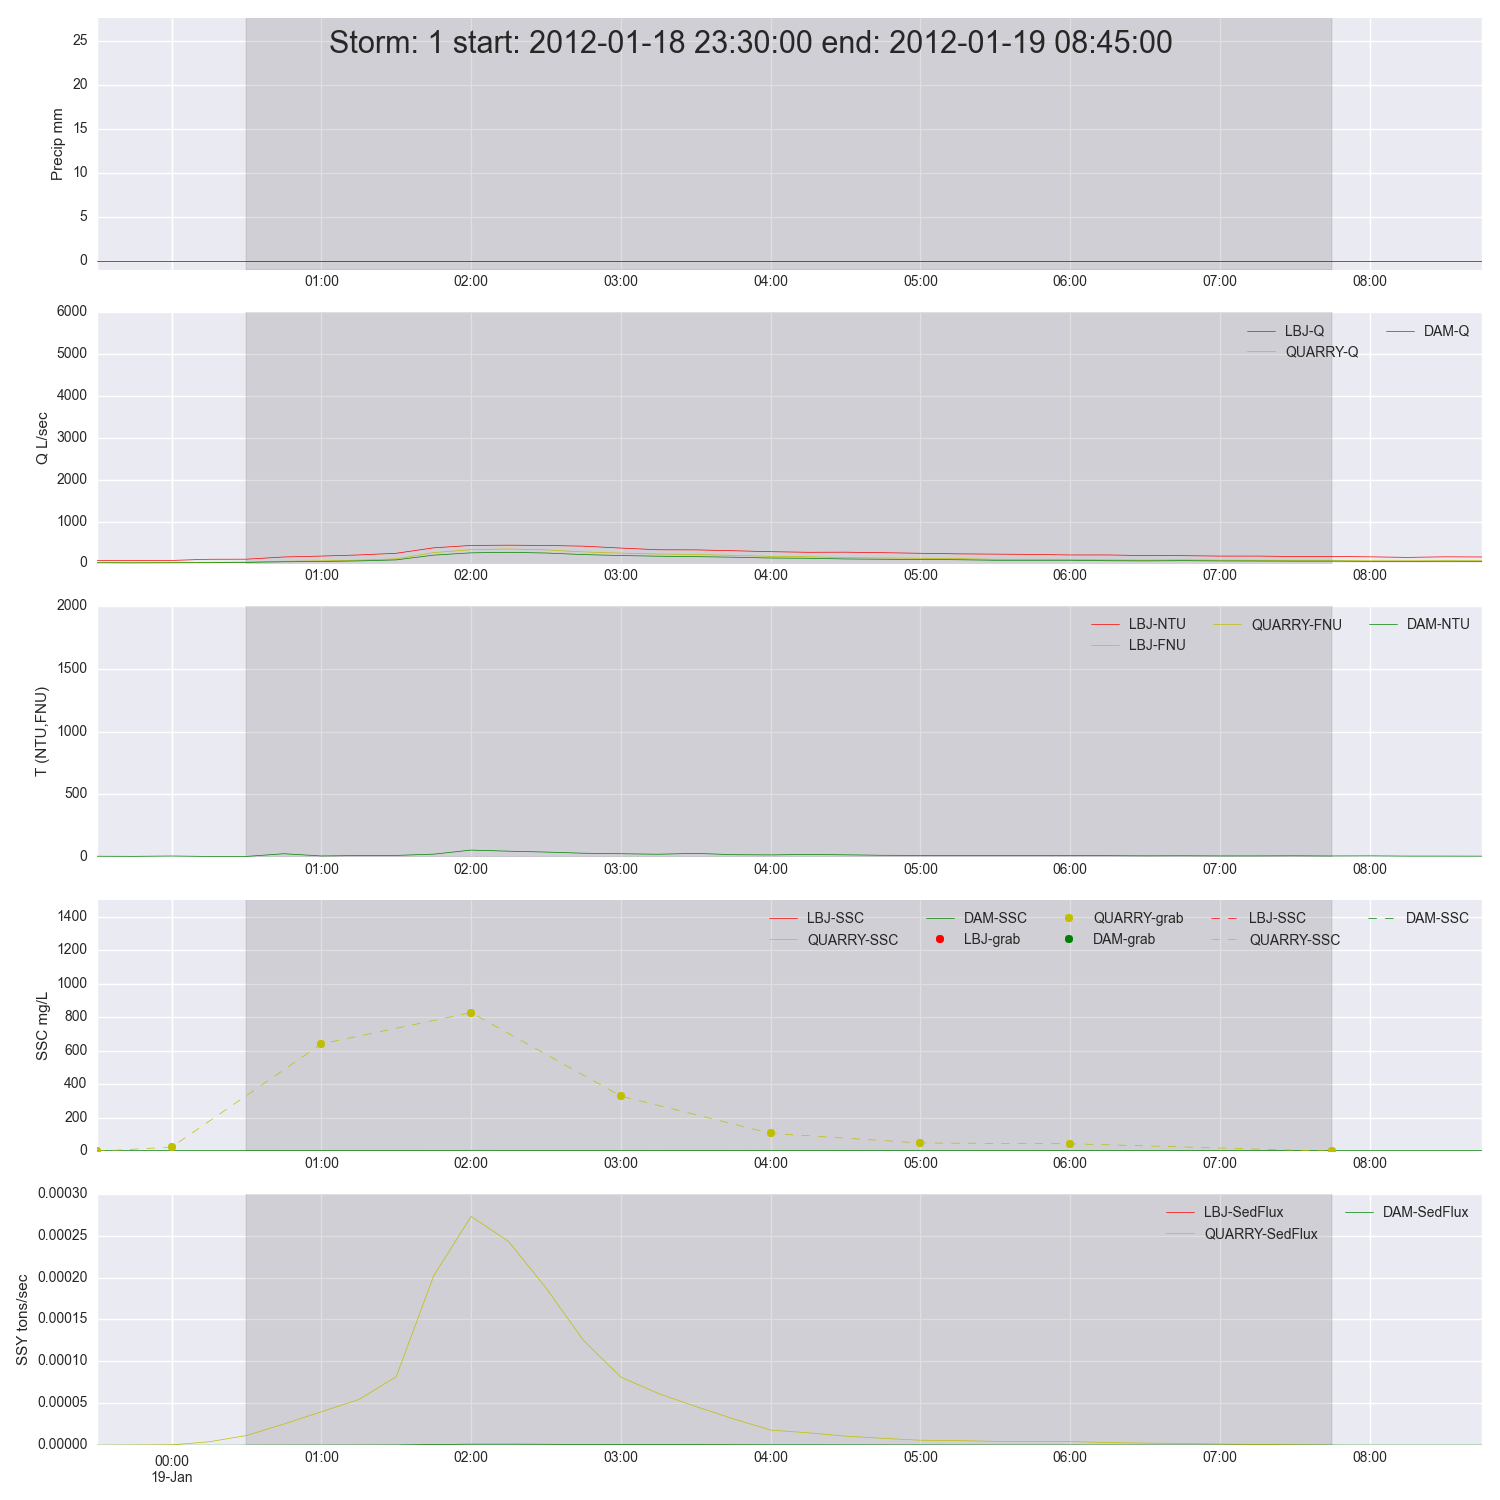 Storm: 1 start: 2012-01-18 23:30:00 end: 2012-01-19 08:45:00
Precip mm
25
20
15
10
5
0
01:00 02:00 03:00 04:00 05:00 06:00 07:00 08:00
Q L/sec
6000
5000
4000
3000
2000
1000
0
LBJ-Q DAM-Q
QUARRY-Q
01:00 02:00 03:00 04:00 05:00 06:00 07:00 08:00
T (NTU,FNU)
2000
1500
1000
500
0
LBJ-NTU QUARRY-FNU DAM-NTU
LBJ-FNU
01:00 02:00 03:00 04:00 05:00 06:00 07:00 08:00
SSC mg/L
1400
1200
1000
800
600
400
200
0
LBJ-SSC DAM-SSC QUARRY-grab LBJ-SSC DAM-SSC
QUARRY-SSC LBJ-grab DAM-grab QUARRY-SSC
01:00 02:00 03:00 04:00 05:00 06:00 07:00 08:00
SSY tons/sec
0.00030
0.00025
0.00020
0.00015
0.00010
0.00005
0.00000
LBJ-SedFlux DAM-SedFlux
QUARRY-SedFlux
00:00 01:00 02:00 03:00 04:00 05:00 06:00 07:00 08:00
19-Jan